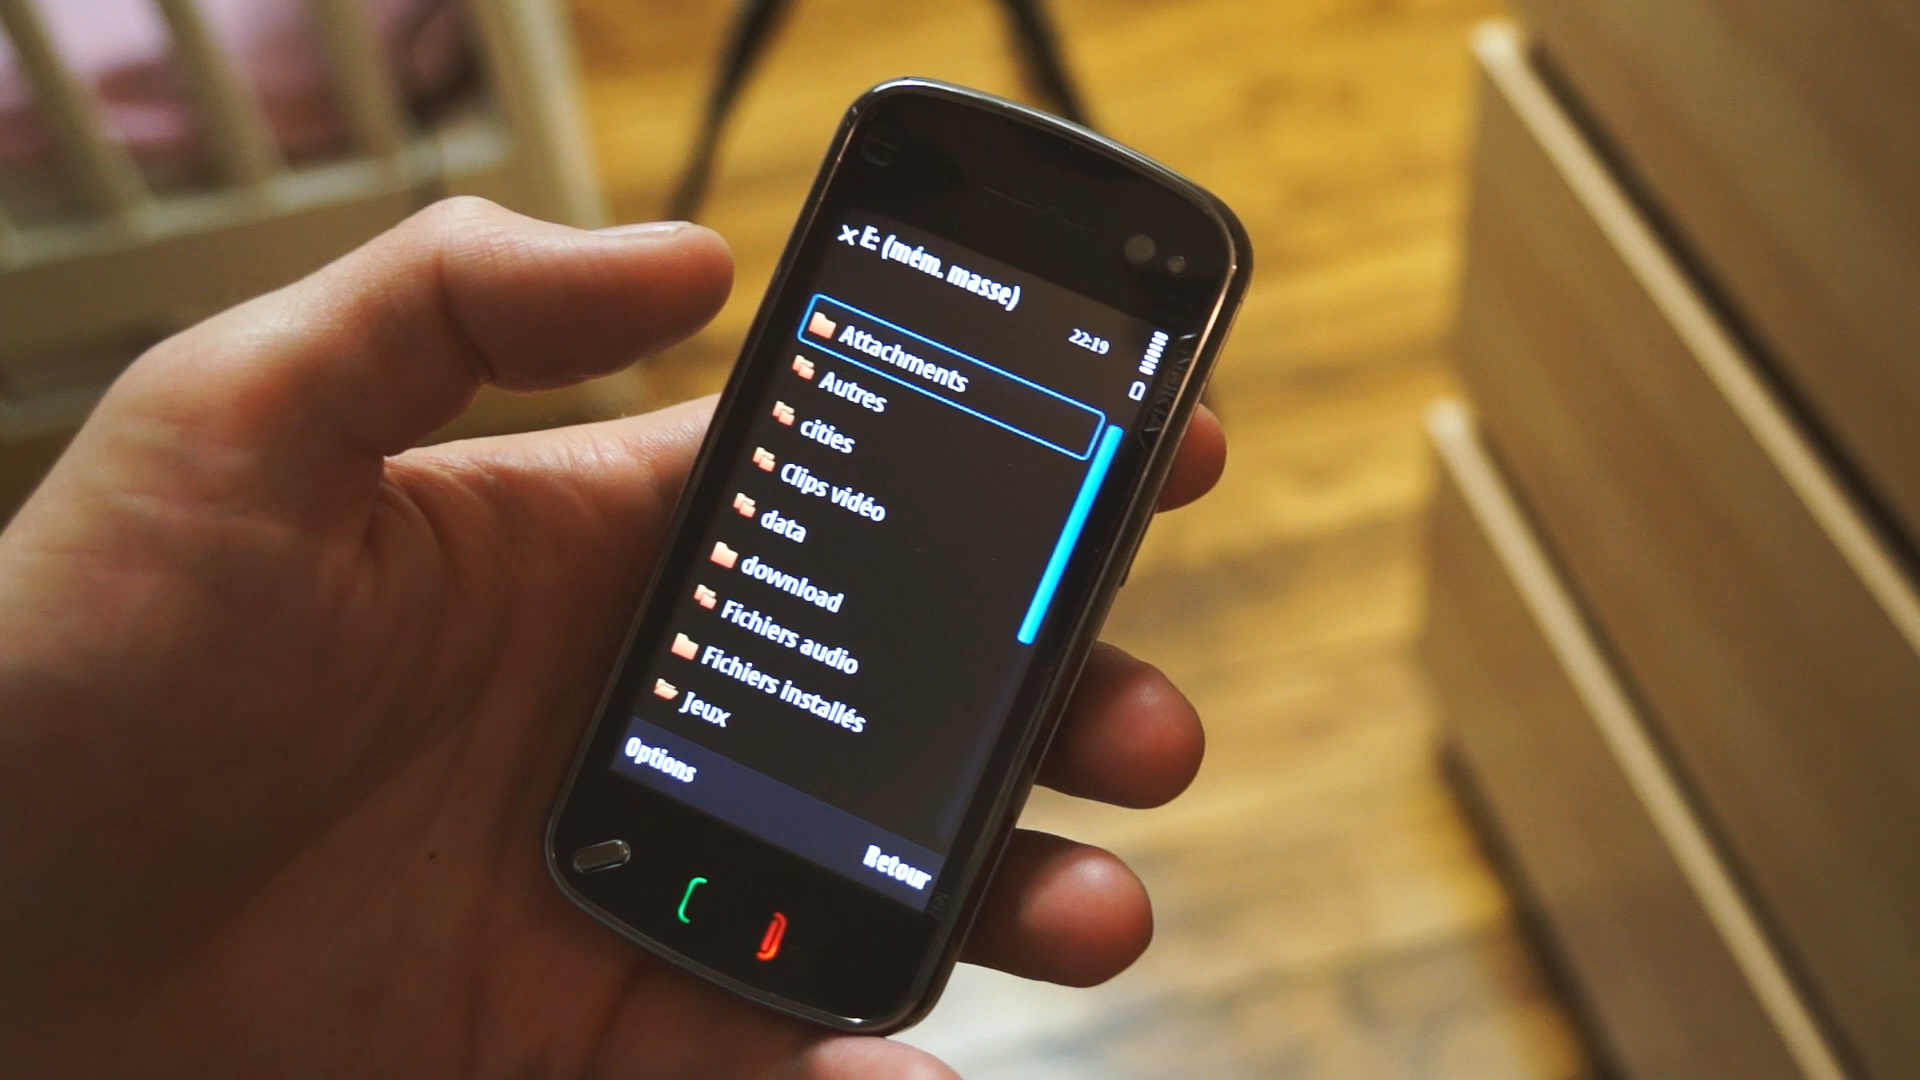 E: (mém. masse)
22:19
Attachments
Autres
cities
Clips vidéo
data
download
Fichiers audio
Fichiers installés
Jeux
Options
Retour
NOKIA